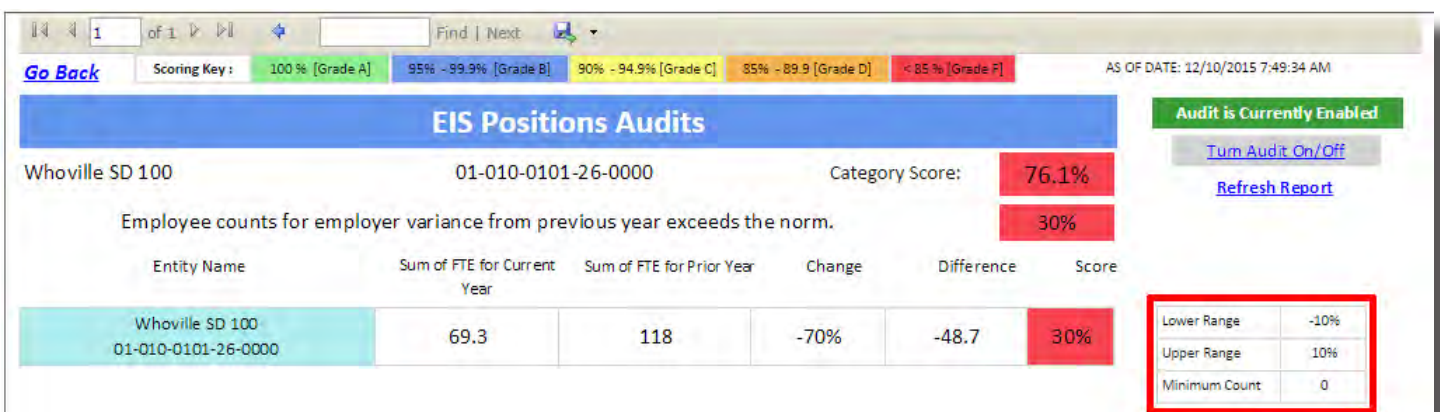 1 of 1 Find | Next
Go Back Scoring Key : 100 % [Grade A] 95% - 99.9% [Grade B] 90% - 94.9% [Grade C] 85% - 89.9 [Grade D] < 85 % [Grade F] AS OF DATE: 12/10/2015 7:49:34 AM
EIS Positions Audits
Audit is Currently Enabled
Turn Audit On/Off
Refresh Report
Whoville SD 100 01-010-0101-26-0000 Category Score: 76.1%
Employee counts for employer variance from previous year exceeds the norm. 30%
Entity Name Sum of FTE for Current Year Sum of FTE for Prior Year Change Difference Score
Whoville SD 100
01-010-0101-26-0000
69.3 118 -70% -48.7 30%
Lower Range -10%
Upper Range 10%
Minimum Count 0